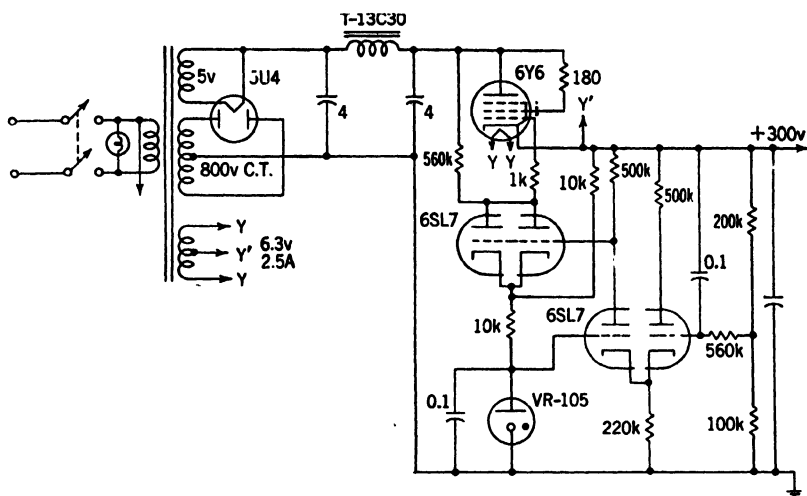 T-13C30
5v
5U4
4
4
6Y6
180
Y'
+300v
800v C.T.
560k
Y Y
1k
10k
500k
500k
200k
6SL7
0.1
Y
Y'
Y
6.3v
2.5A
10k
6SL7
560k
0.1
VR-105
220k
100k